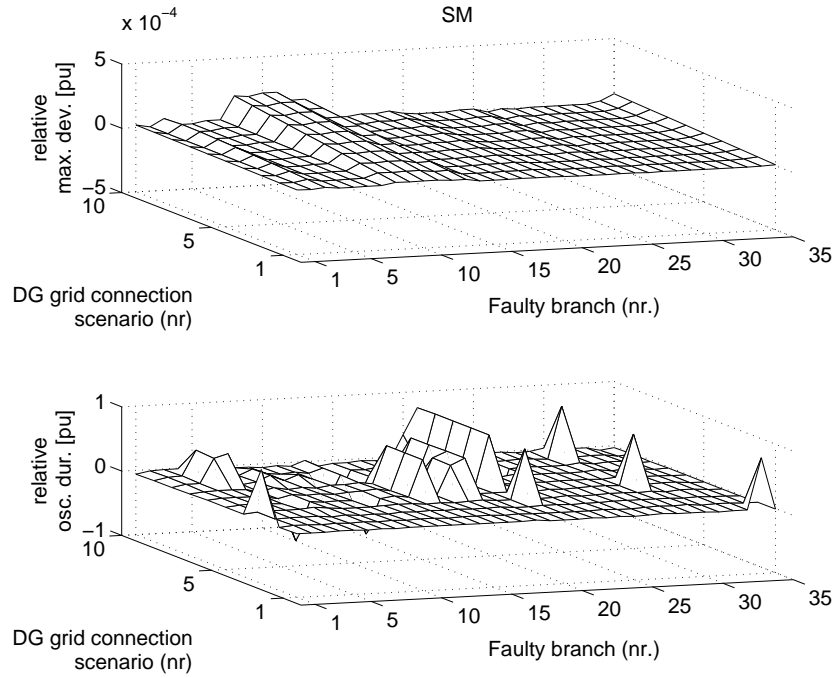 x 10⁻⁴
SM
5
0
−5
relative
max. dev. [pu]
10
5
1
DG grid connection
scenario (nr)
1
5
10
15
20
25
30
35
Faulty branch (nr.)
1
0
−1
relative
osc. dur. [pu]
10
5
1
DG grid connection
scenario (nr)
1
5
10
15
20
25
30
35
Faulty branch (nr.)